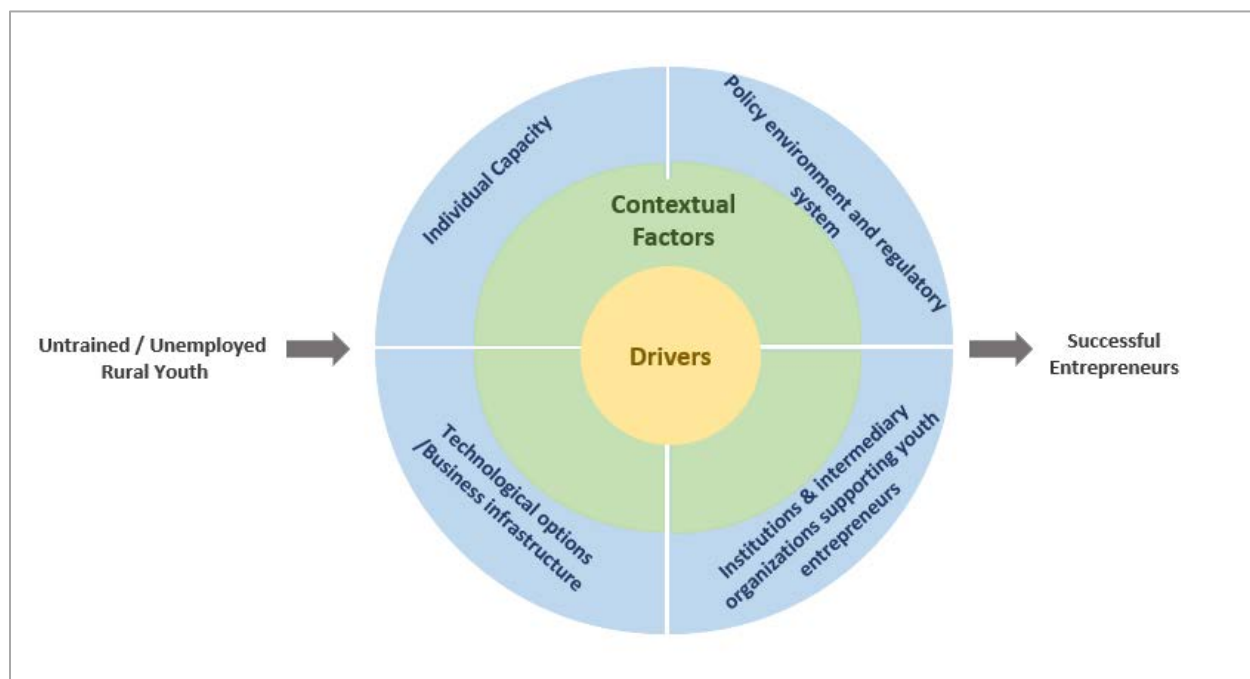 Untrained / Unemployed
Rural Youth
Individual Capacity
Policy environment and regulatory
system
Contextual
Factors
Drivers
Technological options
/Business infrastructure
Institutions & intermediary
organizations supporting youth
entrepreneurs
Successful
Entrepreneurs